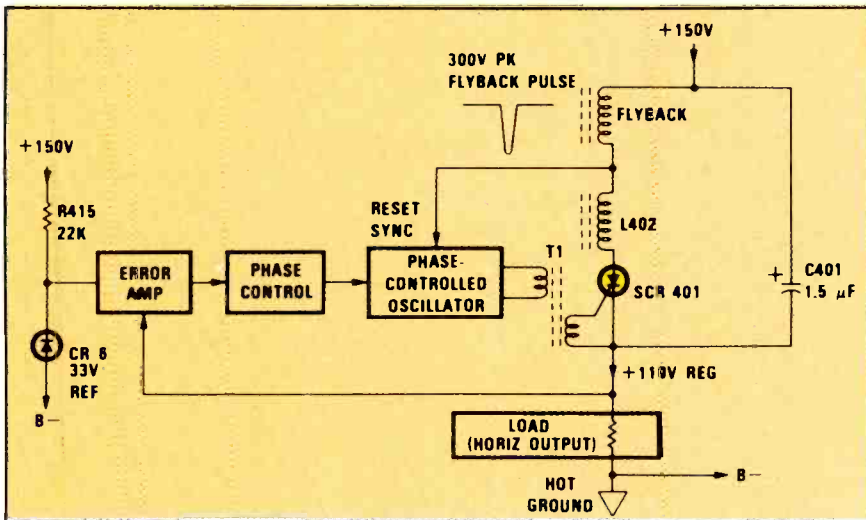 +150V
300V PK
FLYBACK PULSE
FLYBACK
+150V
R415
22K
RESET
SYNC
L402
T1
ERROR
AMP
PHASE
CONTROL
PHASE-
CONTROLLED
OSCILLATOR
SCR 401
+
C401
1.5 µF
CR 6
33V
REF
B-
+110V REG
LOAD
(HORIZ OUTPUT)
B-
HOT
GROUND